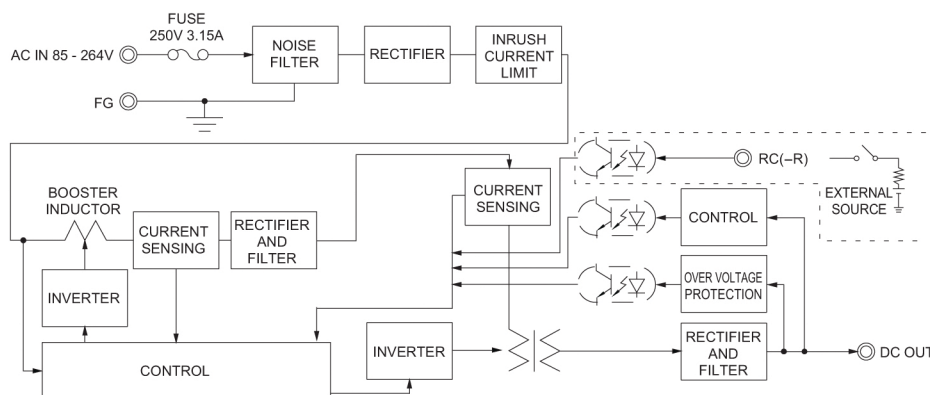 FUSE
250V 3.15A
AC IN 85 - 264V
NOISE
FILTER
RECTIFIER
INRUSH
CURRENT
LIMIT
FG
RC(–R)
EXTERNAL
SOURCE
CURRENT
SENSING
BOOSTER
INDUCTOR
CURRENT
SENSING
RECTIFIER
AND
FILTER
CONTROL
OVER VOLTAGE
PROTECTION
INVERTER
CONTROL
INVERTER
RECTIFIER
AND
FILTER
DC OUT